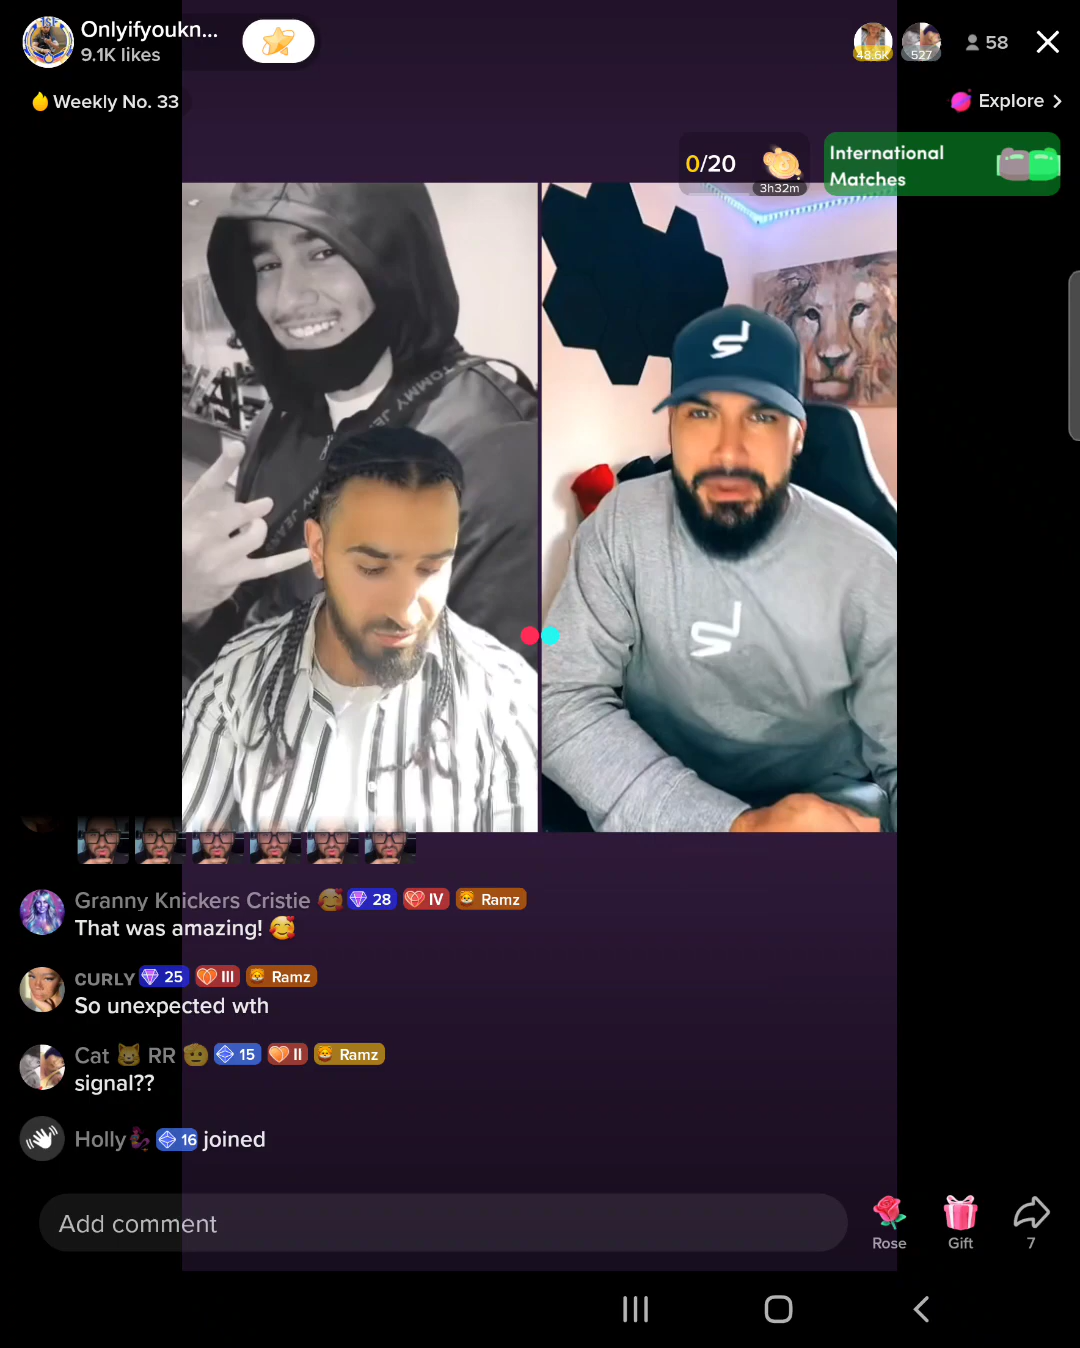 Onlyifyoukn...
9.1K likes
48.6K
527
58
Weekly No. 33
Explore >
0/20
3h32m
International
Matches
TOMMY JEANS
Granny Knickers Cristie 🥰 28 IV Ramz
That was amazing! 🥰
CURLY 25 III Ramz
So unexpected wth
Cat 😺 RR 🫡 15 II Ramz
signal??
Holly 16 joined
Add comment
Rose
Gift
7